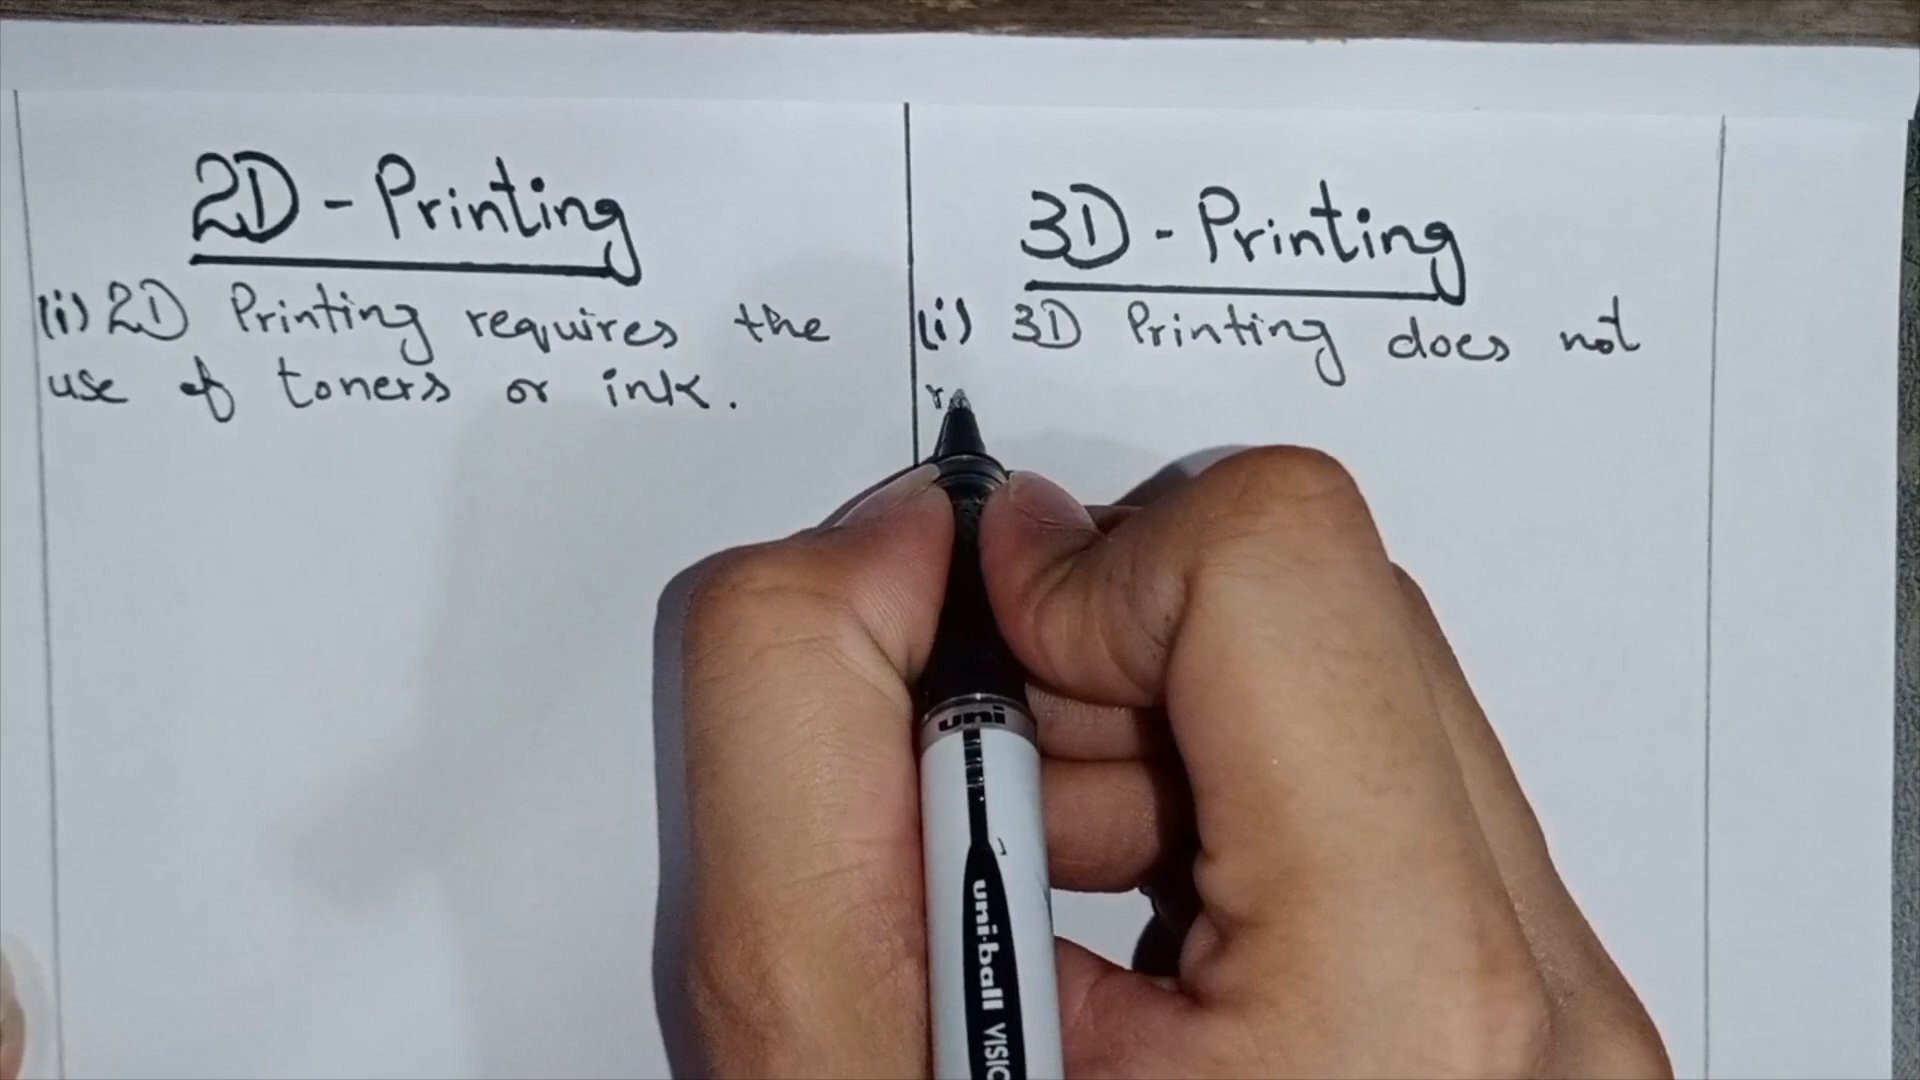 2D - Printing
(i) 2D Printing requires the
use of toners or ink.
3D - Printing
(i) 3D Printing does not
r
uni
uni-ball VISIO